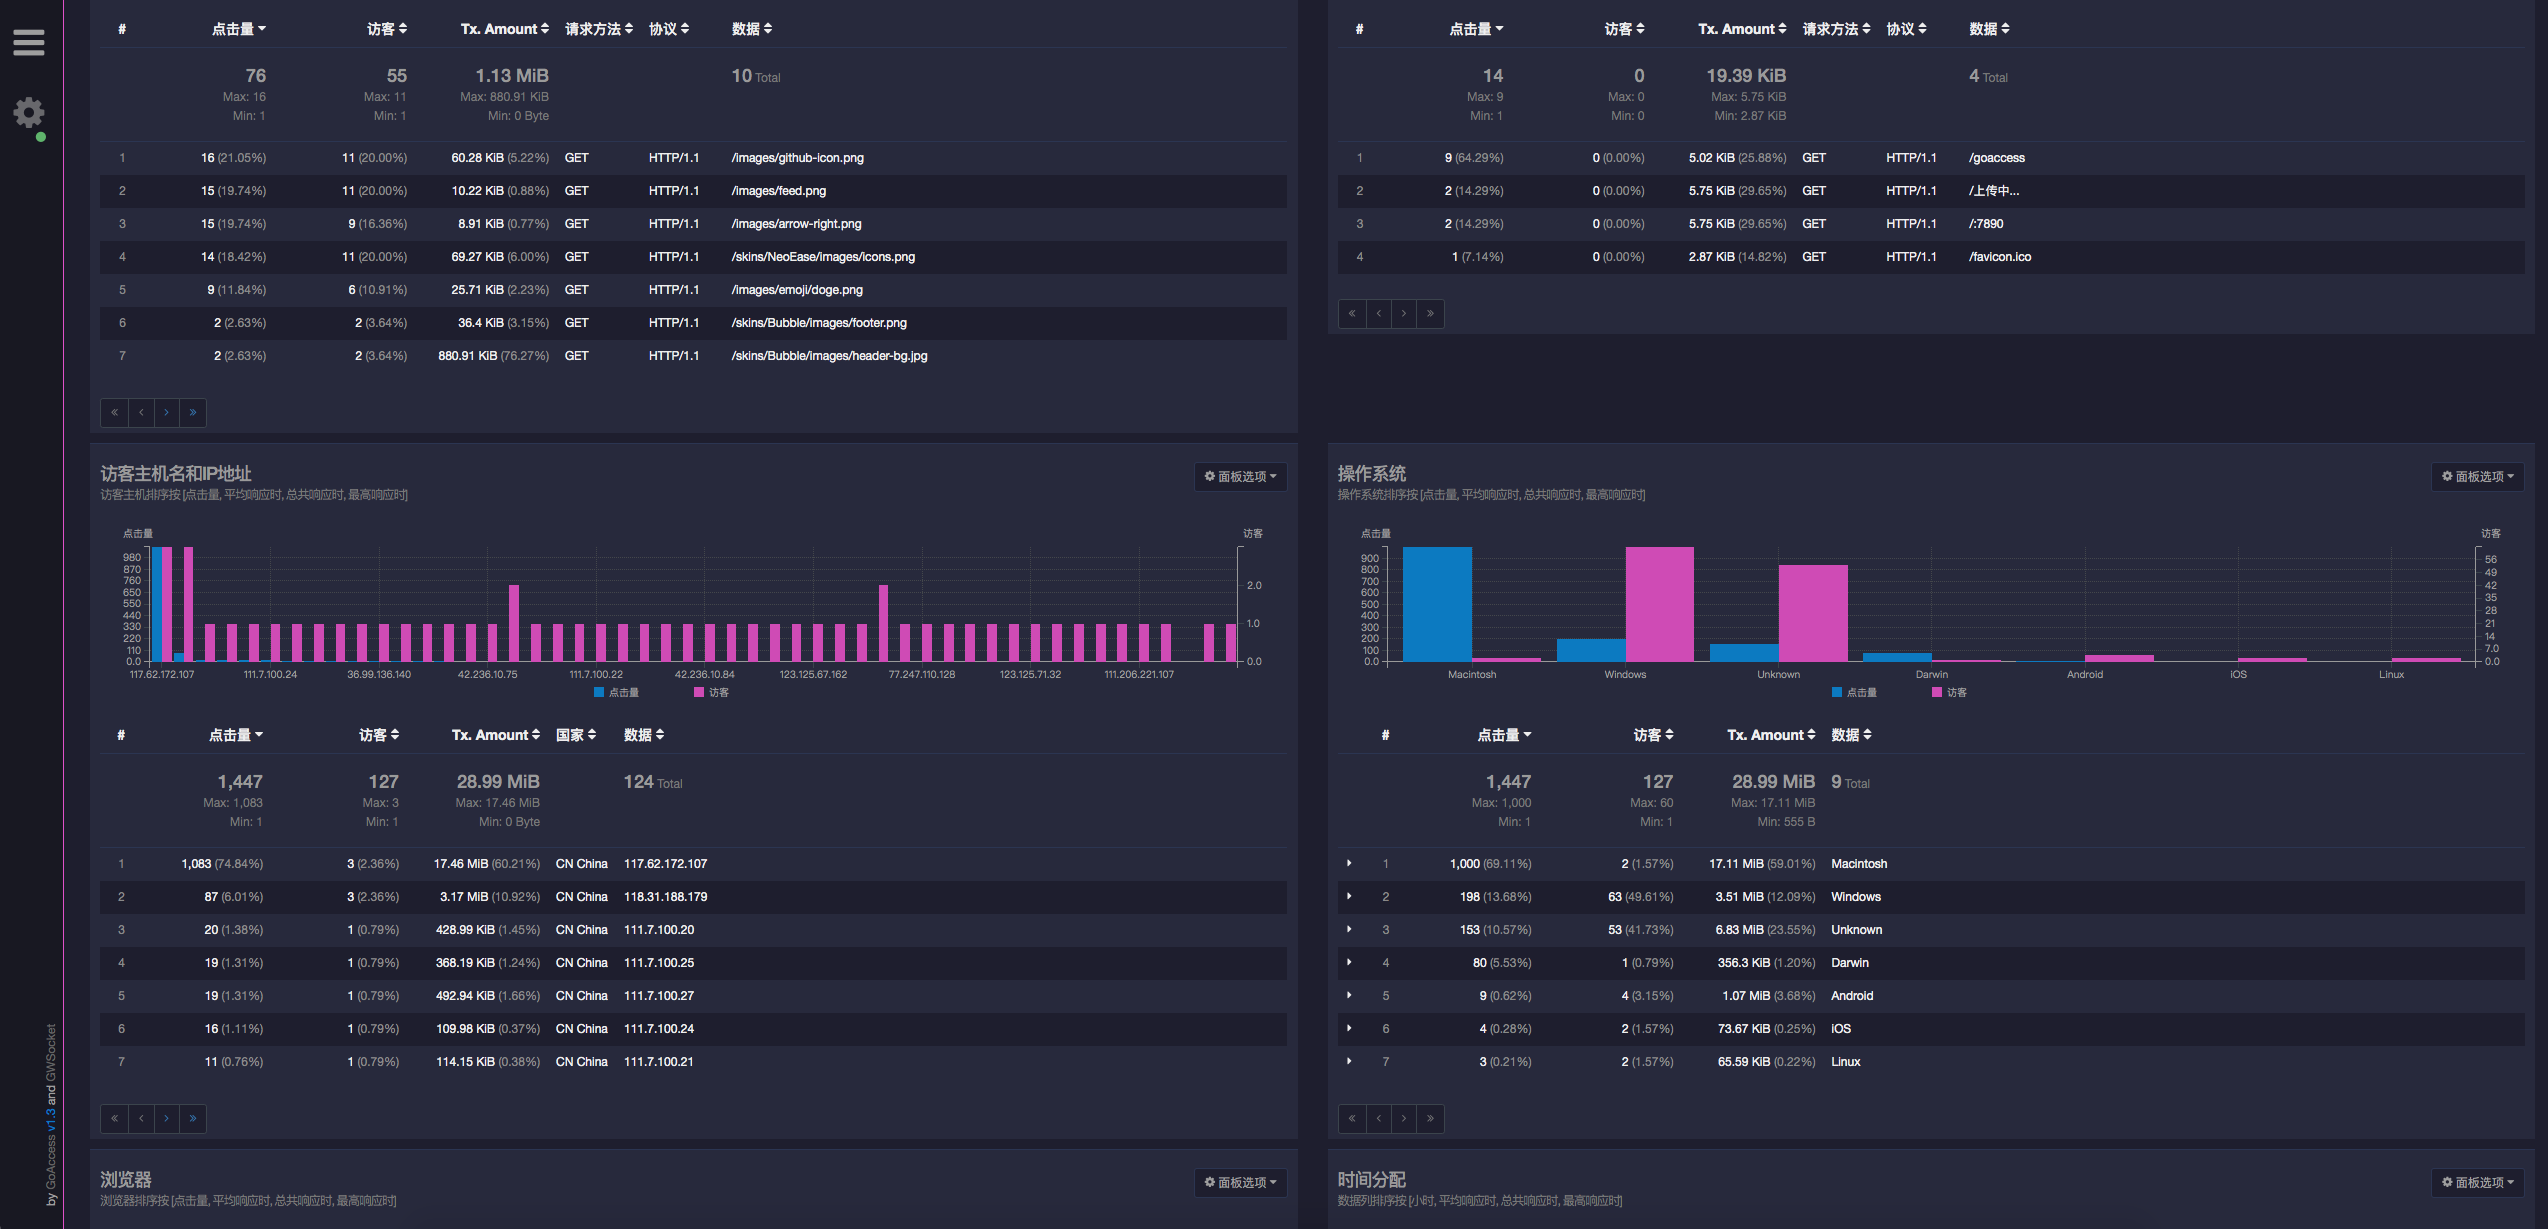 # 点击量 访客 Tx. Amount 请求方法 协议 数据
76 55 1.13 MiB 10 Total
Max: 16 Max: 11 Max: 880.91 KiB
Min: 1 Min: 1 Min: 0 Byte
1 16 (21.05%) 11 (20.00%) 60.28 KiB (5.22%) GET HTTP/1.1 /images/github-icon.png
2 15 (19.74%) 11 (20.00%) 10.22 KiB (0.88%) GET HTTP/1.1 /images/feed.png
3 15 (19.74%) 9 (16.36%) 8.91 KiB (0.77%) GET HTTP/1.1 /images/arrow-right.png
4 14 (18.42%) 11 (20.00%) 69.27 KiB (6.00%) GET HTTP/1.1 /skins/NeoEase/images/icons.png
5 9 (11.84%) 6 (10.91%) 25.71 KiB (2.23%) GET HTTP/1.1 /images/emoji/doge.png
6 2 (2.63%) 2 (3.64%) 36.4 KiB (3.15%) GET HTTP/1.1 /skins/Bubble/images/footer.png
7 2 (2.63%) 2 (3.64%) 880.91 KiB (76.27%) GET HTTP/1.1 /skins/Bubble/images/header-bg.jpg
« ‹ › »
# 点击量 访客 Tx. Amount 请求方法 协议 数据
14 0 19.39 KiB 4 Total
Max: 9 Max: 0 Max: 5.75 KiB
Min: 1 Min: 0 Min: 2.87 KiB
1 9 (64.29%) 0 (0.00%) 5.02 KiB (25.88%) GET HTTP/1.1 /goaccess
2 2 (14.29%) 0 (0.00%) 5.75 KiB (29.65%) GET HTTP/1.1 /上传中...
3 2 (14.29%) 0 (0.00%) 5.75 KiB (29.65%) GET HTTP/1.1 /:7890
4 1 (7.14%) 0 (0.00%) 2.87 KiB (14.82%) GET HTTP/1.1 /favicon.ico
« ‹ › »
访客主机名和IP地址
面板选项
访客主机排序按 [点击量, 平均响应时, 总共响应时, 最高响应时]
点击量 访客
980
870
760
650
550
440
330
220
110
0.0
2.0
1.0
0.0
117.62.172.107 111.7.100.24 36.99.136.140 42.236.10.75 111.7.100.22 42.236.10.84 123.125.67.162 77.247.110.128 123.125.71.32 111.206.221.107
点击量 访客
# 点击量 访客 Tx. Amount 国家 数据
1,447 127 28.99 MiB 124 Total
Max: 1,083 Max: 3 Max: 17.46 MiB
Min: 1 Min: 1 Min: 0 Byte
1 1,083 (74.84%) 3 (2.36%) 17.46 MiB (60.21%) CN China 117.62.172.107
2 87 (6.01%) 3 (2.36%) 3.17 MiB (10.92%) CN China 118.31.188.179
3 20 (1.38%) 1 (0.79%) 428.99 KiB (1.45%) CN China 111.7.100.20
4 19 (1.31%) 1 (0.79%) 368.19 KiB (1.24%) CN China 111.7.100.25
5 19 (1.31%) 1 (0.79%) 492.94 KiB (1.66%) CN China 111.7.100.27
6 16 (1.11%) 1 (0.79%) 109.98 KiB (0.37%) CN China 111.7.100.24
7 11 (0.76%) 1 (0.79%) 114.15 KiB (0.38%) CN China 111.7.100.21
« ‹ › »
操作系统
面板选项
操作系统排序按 [点击量, 平均响应时, 总共响应时, 最高响应时]
点击量 访客
900
800
700
600
500
400
300
200
100
0.0
56
49
42
35
28
21
14
7.0
0.0
Macintosh Windows Unknown Darwin Android iOS Linux
点击量 访客
# 点击量 访客 Tx. Amount 数据
1,447 127 28.99 MiB 9 Total
Max: 1,000 Max: 60 Max: 17.11 MiB
Min: 1 Min: 1 Min: 555 B
1 1,000 (69.11%) 2 (1.57%) 17.11 MiB (59.01%) Macintosh
2 198 (13.68%) 63 (49.61%) 3.51 MiB (12.09%) Windows
3 153 (10.57%) 53 (41.73%) 6.83 MiB (23.55%) Unknown
4 80 (5.53%) 1 (0.79%) 356.3 KiB (1.20%) Darwin
5 9 (0.62%) 4 (3.15%) 1.07 MiB (3.68%) Android
6 4 (0.28%) 2 (1.57%) 73.67 KiB (0.25%) iOS
7 3 (0.21%) 2 (1.57%) 65.59 KiB (0.22%) Linux
« ‹ › »
浏览器
面板选项
浏览器排序按 [点击量, 平均响应时, 总共响应时, 最高响应时]
时间分配
面板选项
数据列排序按 [小时, 平均响应时, 总共响应时, 最高响应时]
by GoAccess v1.3 and GWSocket